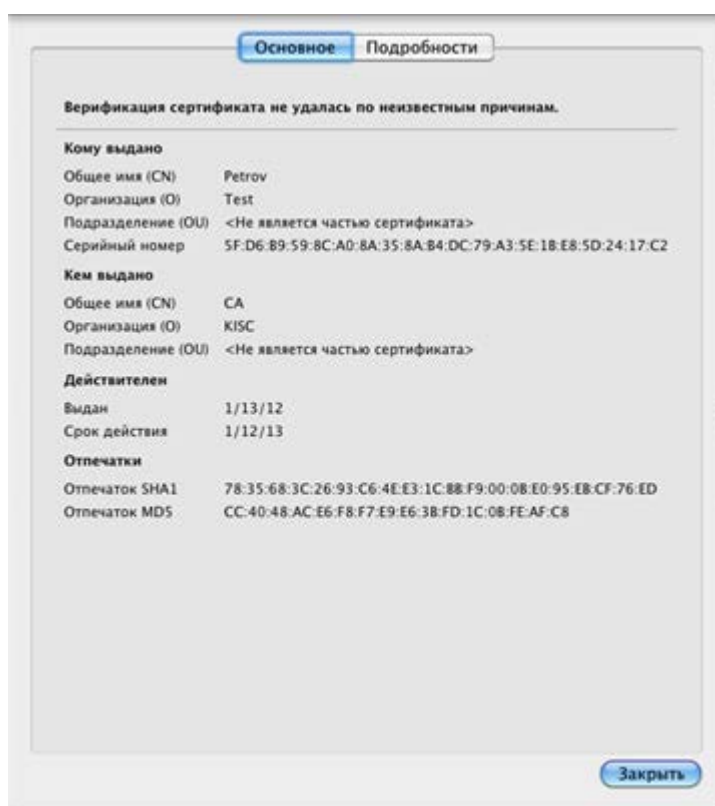 Основное Подробности
Верификация сертификата не удалась по неизвестным причинам.
Кому выдано
Общее имя (CN) Petrov
Организация (O) Test
Подразделение (OU) <Не является частью сертификата>
Серийный номер 5F:D6:B9:59:8C:A0:8A:35:8A:B4:DC:79:A3:5E:1B:E8:5D:24:17:C2
Кем выдано
Общее имя (CN) CA
Организация (O) KISC
Подразделение (OU) <Не является частью сертификата>
Действителен
Выдан 1/13/12
Срок действия 1/12/13
Отпечатки
Отпечаток SHA1 78:35:68:3C:26:93:C6:4E:E3:1C:8B:F9:00:0B:E0:95:EB:CF:76:ED
Отпечаток MD5 CC:40:48:AC:E6:F8:F7:E9:E6:3B:FD:1C:0B:FE:AF:C8
Закрыть